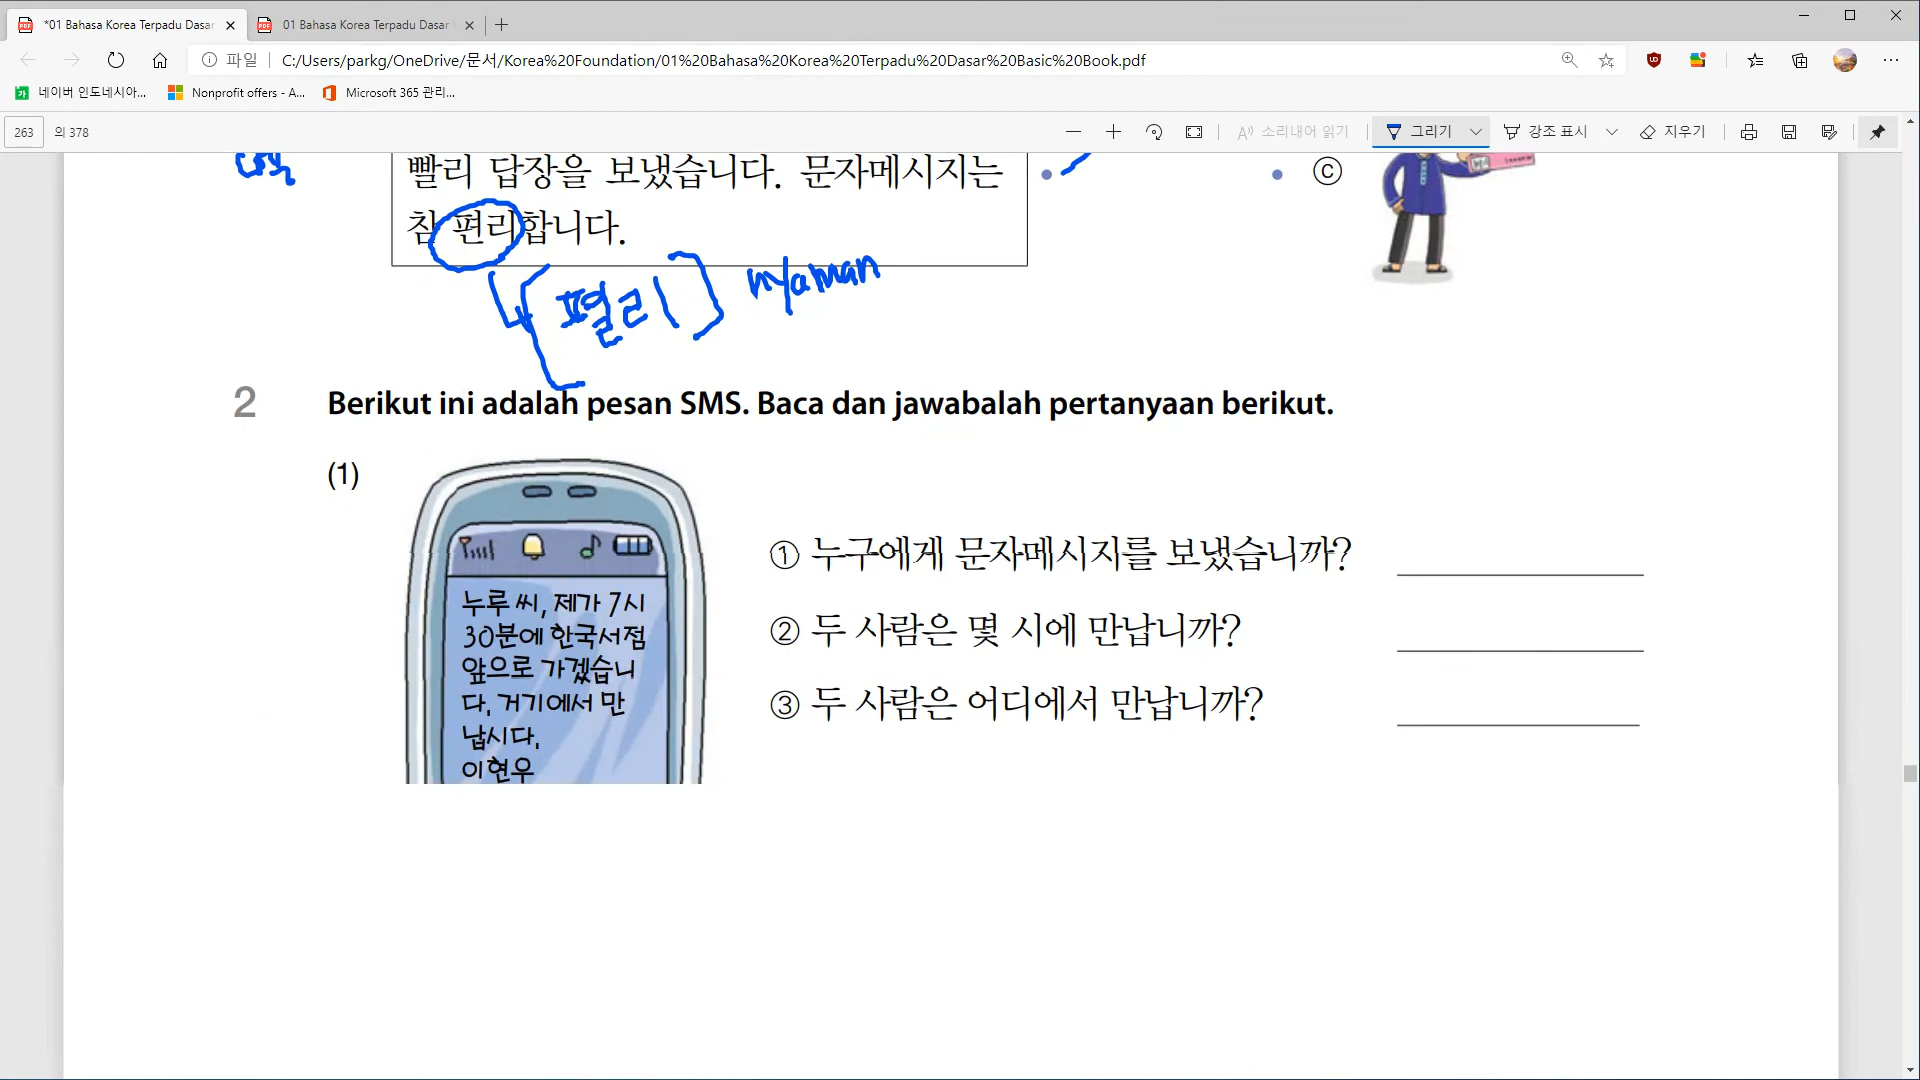 *01 Bahasa Korea Terpadu Dasar
01 Bahasa Korea Terpadu Dasar
파일
C:/Users/parkg/OneDrive/문서/Korea%20Foundation/01%20Bahasa%20Korea%20Terpadu%20Dasar%20Basic%20Book.pdf
네이버 인도네시아...
Nonprofit offers - A...
Microsoft 365 관리...
263 의 378
소리내어 읽기
그리기
강조 표시
지우기
빨리 답장을 보냈습니다. 문자메시지는
참 편리합니다.
ⓒ
[펼리] nyaman
2 Berikut ini adalah pesan SMS. Baca dan jawabalah pertanyaan berikut.
(1)
누루 씨, 제가 7시
30분에 한국서점
앞으로 가겠습니
다. 거기에서 만
납시다.
이현우
① 누구에게 문자메시지를 보냈습니까?
② 두 사람은 몇 시에 만납니까?
③ 두 사람은 어디에서 만납니까?